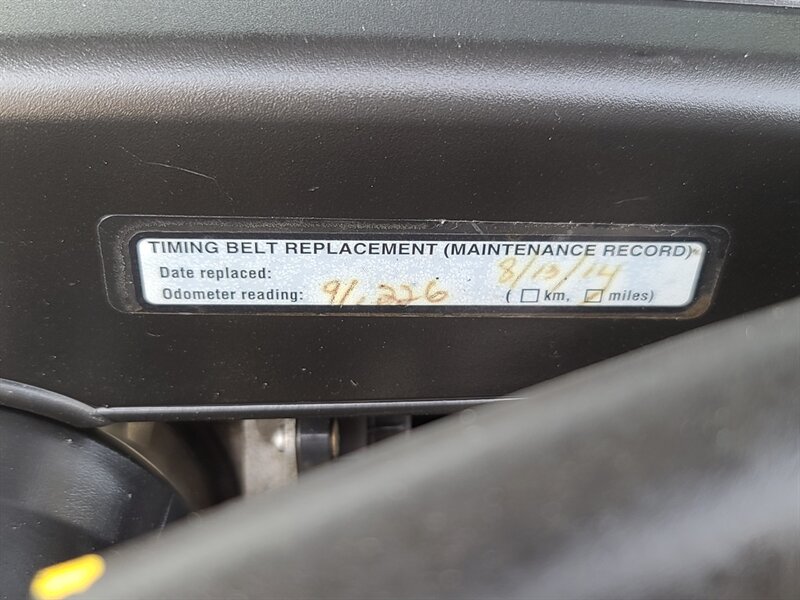 TIMING BELT REPLACEMENT (MAINTENANCE RECORD)
Date replaced: 8/13/14
Odometer reading: 91,226 ( km, miles)